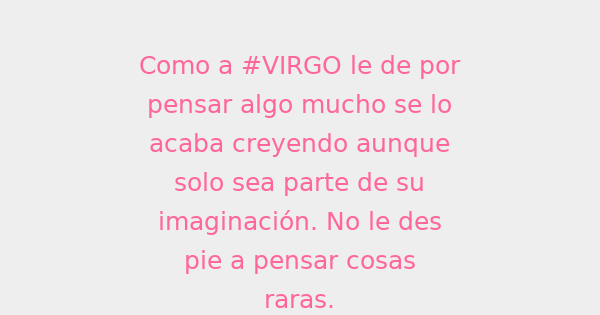 Como a #VIRGO le de por
pensar algo mucho se lo
acaba creyendo aunque
solo sea parte de su
imaginación. No le des
pie a pensar cosas
raras.